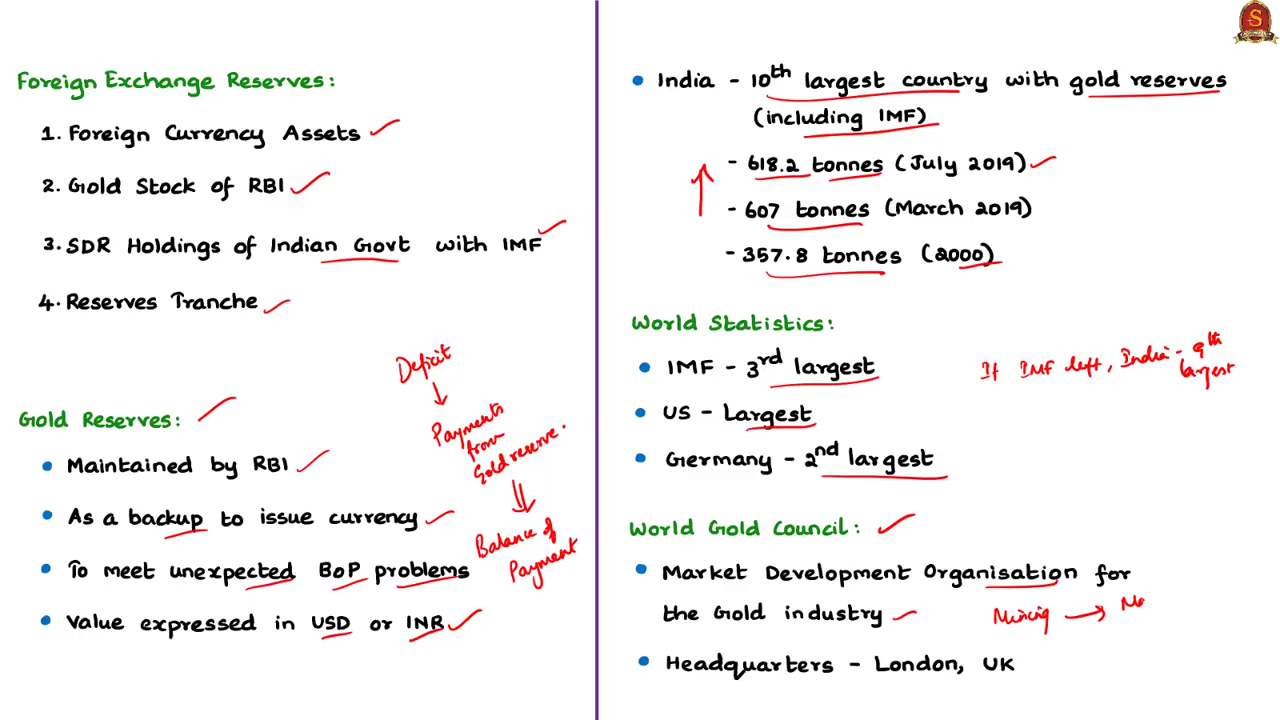 Foreign Exchange Reserves:
1. Foreign Currency Assets
2. Gold Stock of RBI
3. SDR Holdings of Indian Govt with IMF
4. Reserves Tranche
Deficit
Payments
from
Gold reserve.
Balance of
Payment
Gold Reserves:
Maintained by RBI
As a backup to issue currency
To meet unexpected BoP problems
Value expressed in USD or INR
S
India - 10th largest country with gold reserves
(including IMF)
- 618.2 tonnes (July 2019)
- 607 tonnes (March 2019)
- 357.8 tonnes (2000)
World Statistics:
IMF - 3rd largest
If IMF left, India - 9th
largest
US - Largest
Germany - 2nd largest
World Gold Council:
Market Development Organisation for
the Gold industry
Mining → 
Headquarters - London, UK